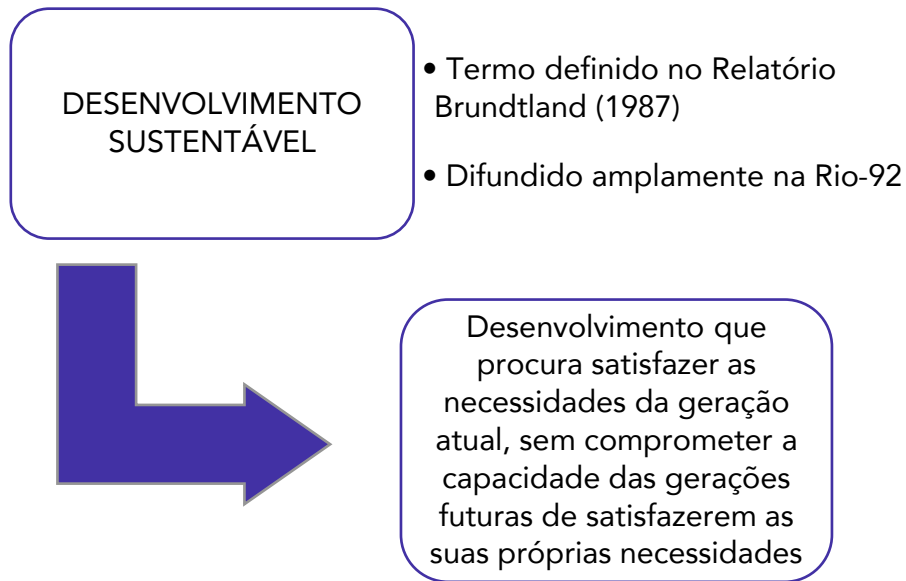 DESENVOLVIMENTO
SUSTENTÁVEL
• Termo definido no Relatório
Brundtland (1987)
• Difundido amplamente na Rio-92
Desenvolvimento que
procura satisfazer as
necessidades da geração
atual, sem comprometer a
capacidade das gerações
futuras de satisfazerem as
suas próprias necessidades